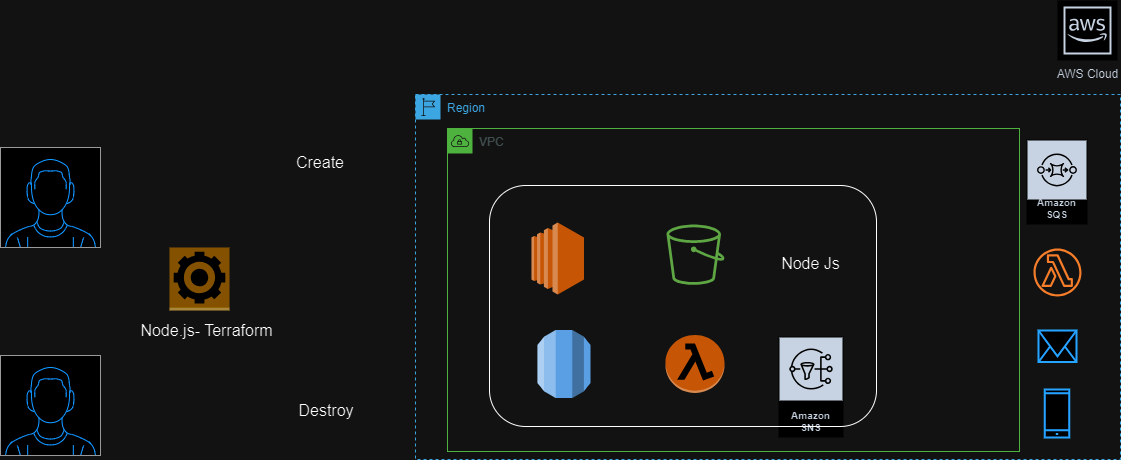 aws
AWS Cloud
Region
VPC
Create
Amazon
SQS
Node Js
Node.js- Terraform
Destroy
Amazon
SNS